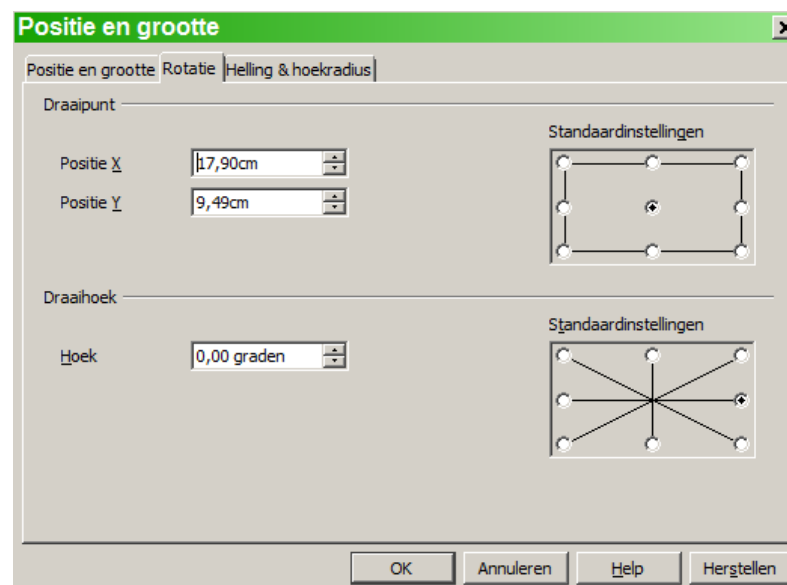 Positie en grootte
Positie en grootte Rotatie Helling & hoekradius
Draaipunt
Standaardinstellingen
Positie X 17,90cm
Positie Y 9,49cm
Draaihoek
Standaardinstellingen
Hoek 0,00 graden
OK Annuleren Help Herstellen